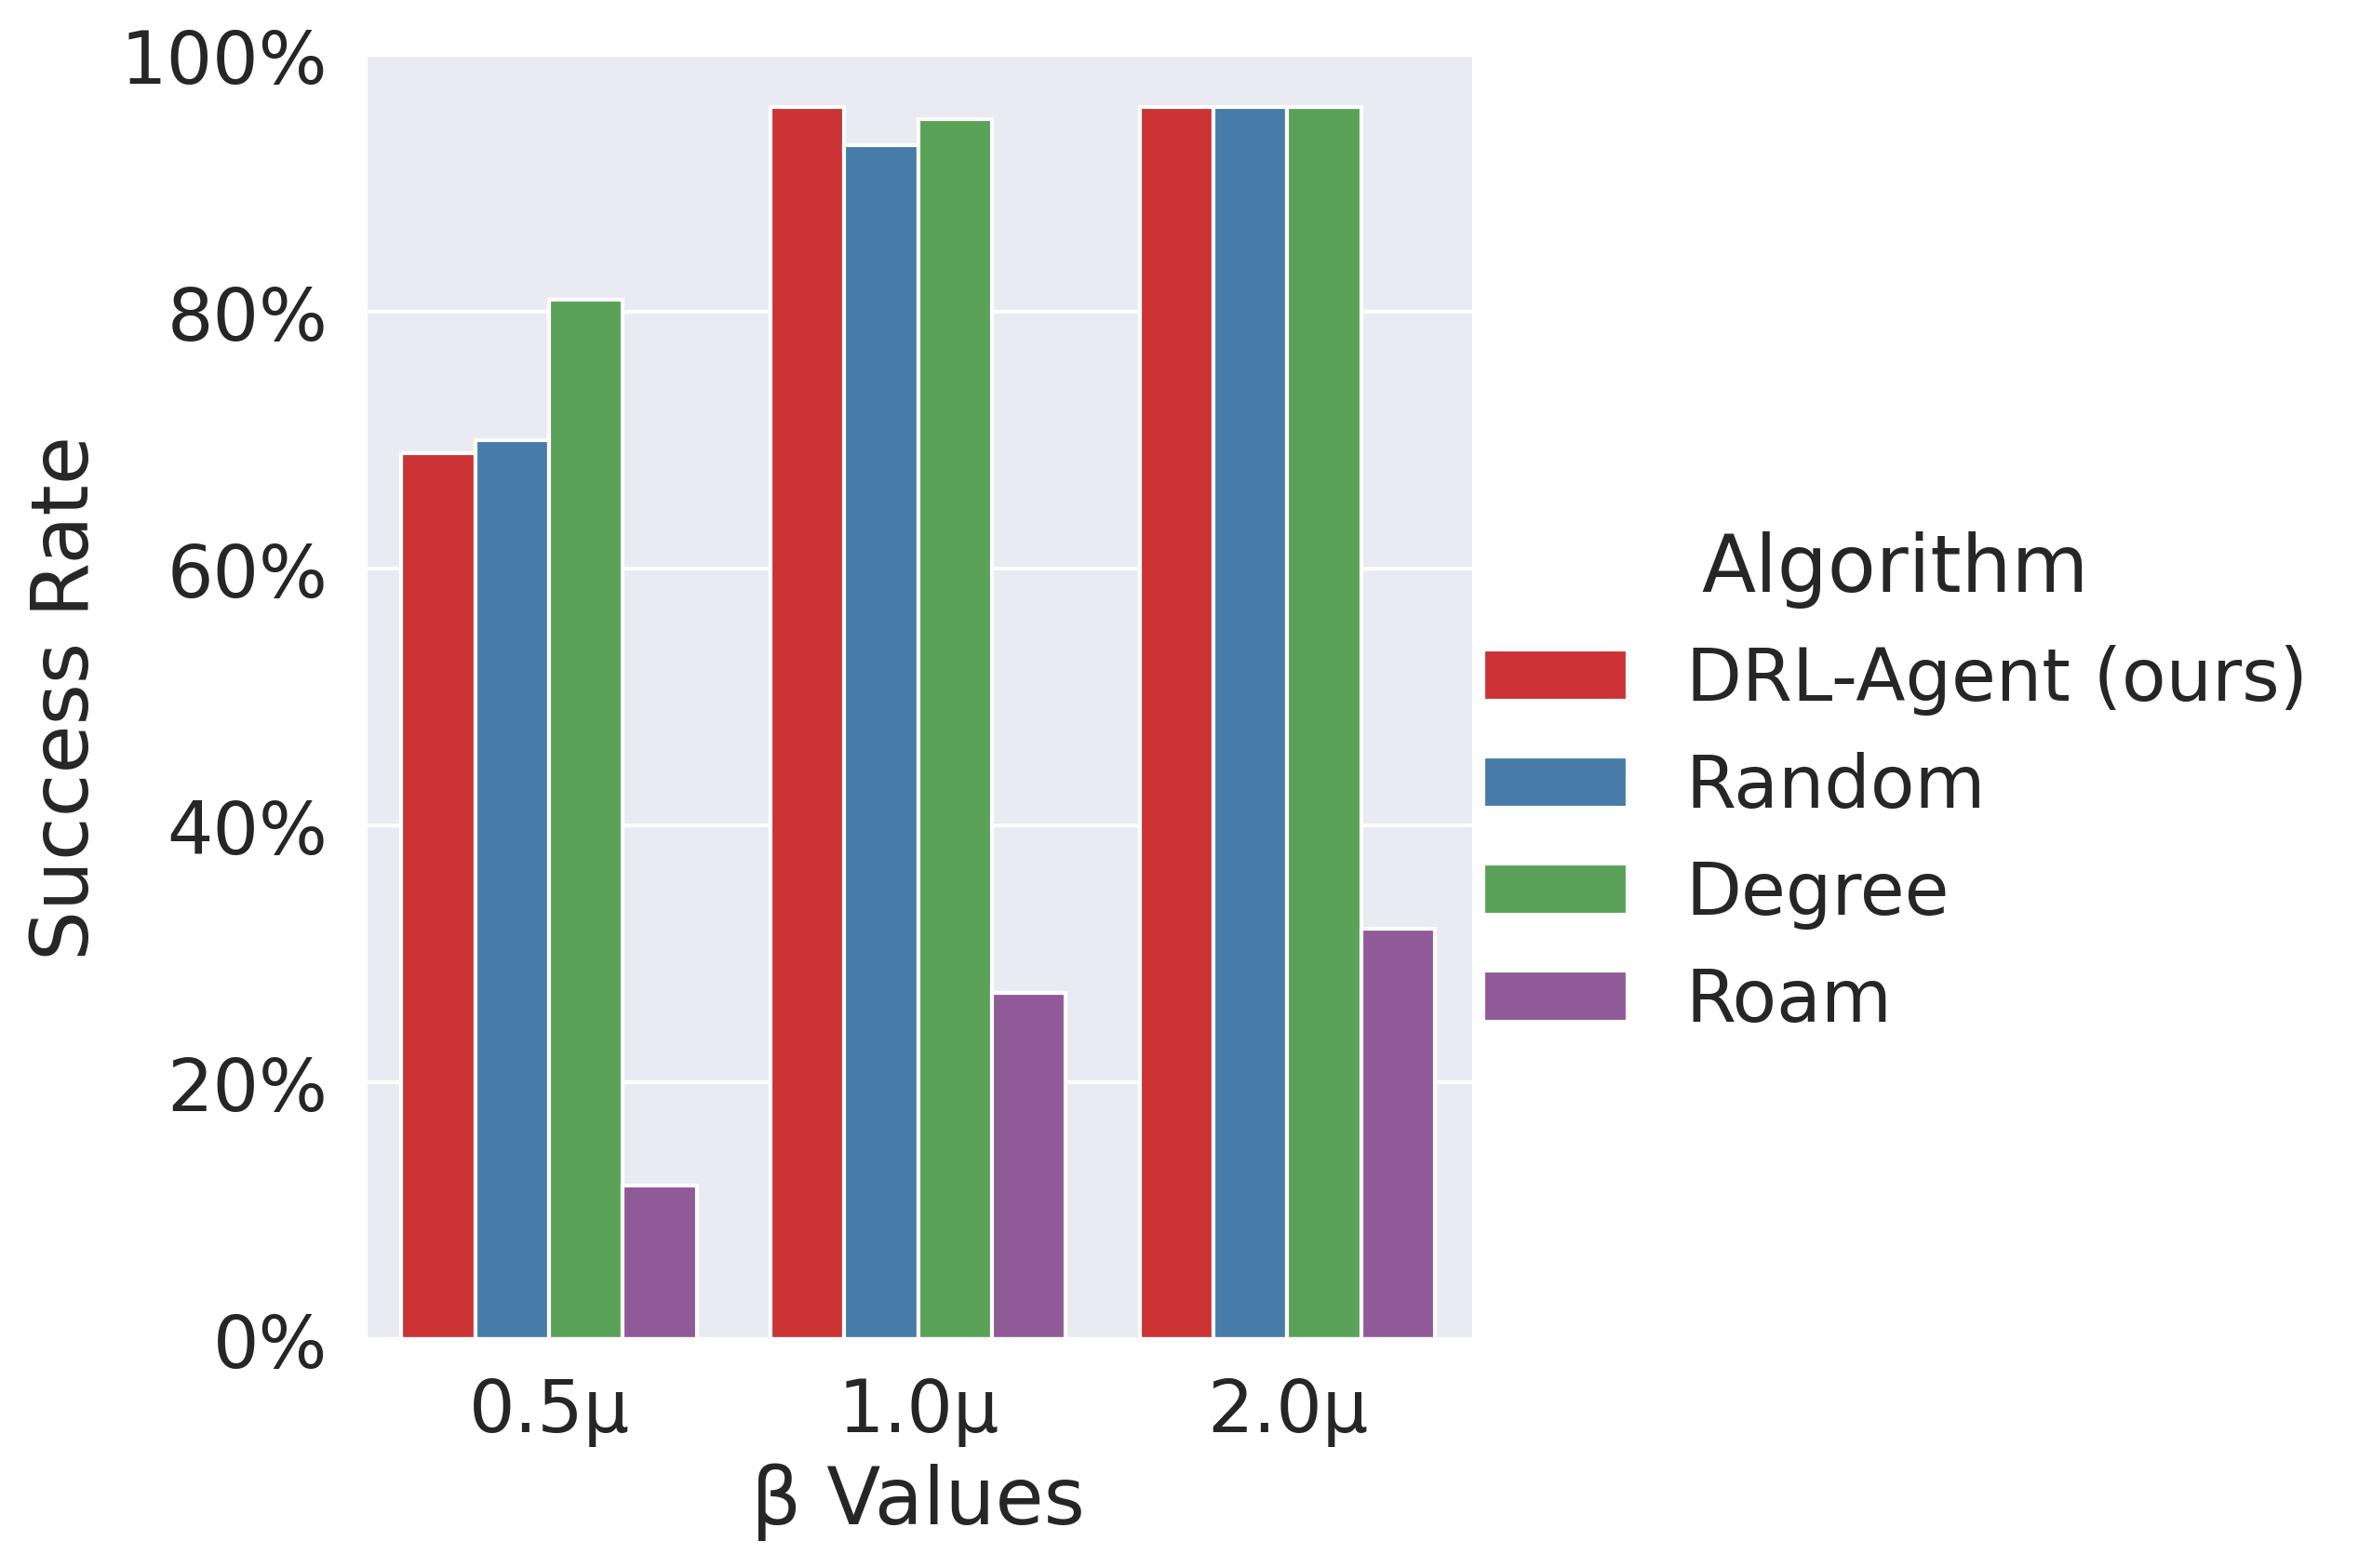 100%
80%
60%
40%
20%
0%
Success Rate
0.5μ 1.0μ 2.0μ
β Values
Algorithm
DRL-Agent (ours)
Random
Degree
Roam